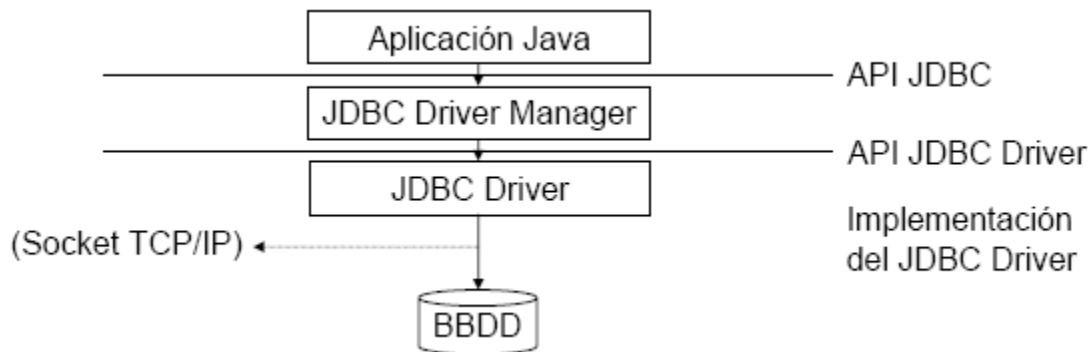 Aplicación Java
API JDBC
JDBC Driver Manager
API JDBC Driver
JDBC Driver
Implementación
del JDBC Driver
(Socket TCP/IP)
BBDD